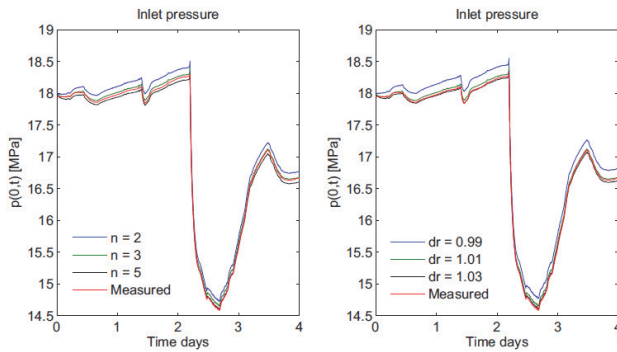 Inlet pressure
19
18.5
18
17.5
17
16.5
16
15.5
15
14.5
p(0,t) [MPa]
n = 2
n = 3
n = 5
Measured
0 1 2 3 4
Time days
Inlet pressure
19
18.5
18
17.5
17
16.5
16
15.5
15
14.5
p(0,t) [MPa]
dr = 0.99
dr = 1.01
dr = 1.03
Measured
0 1 2 3 4
Time days